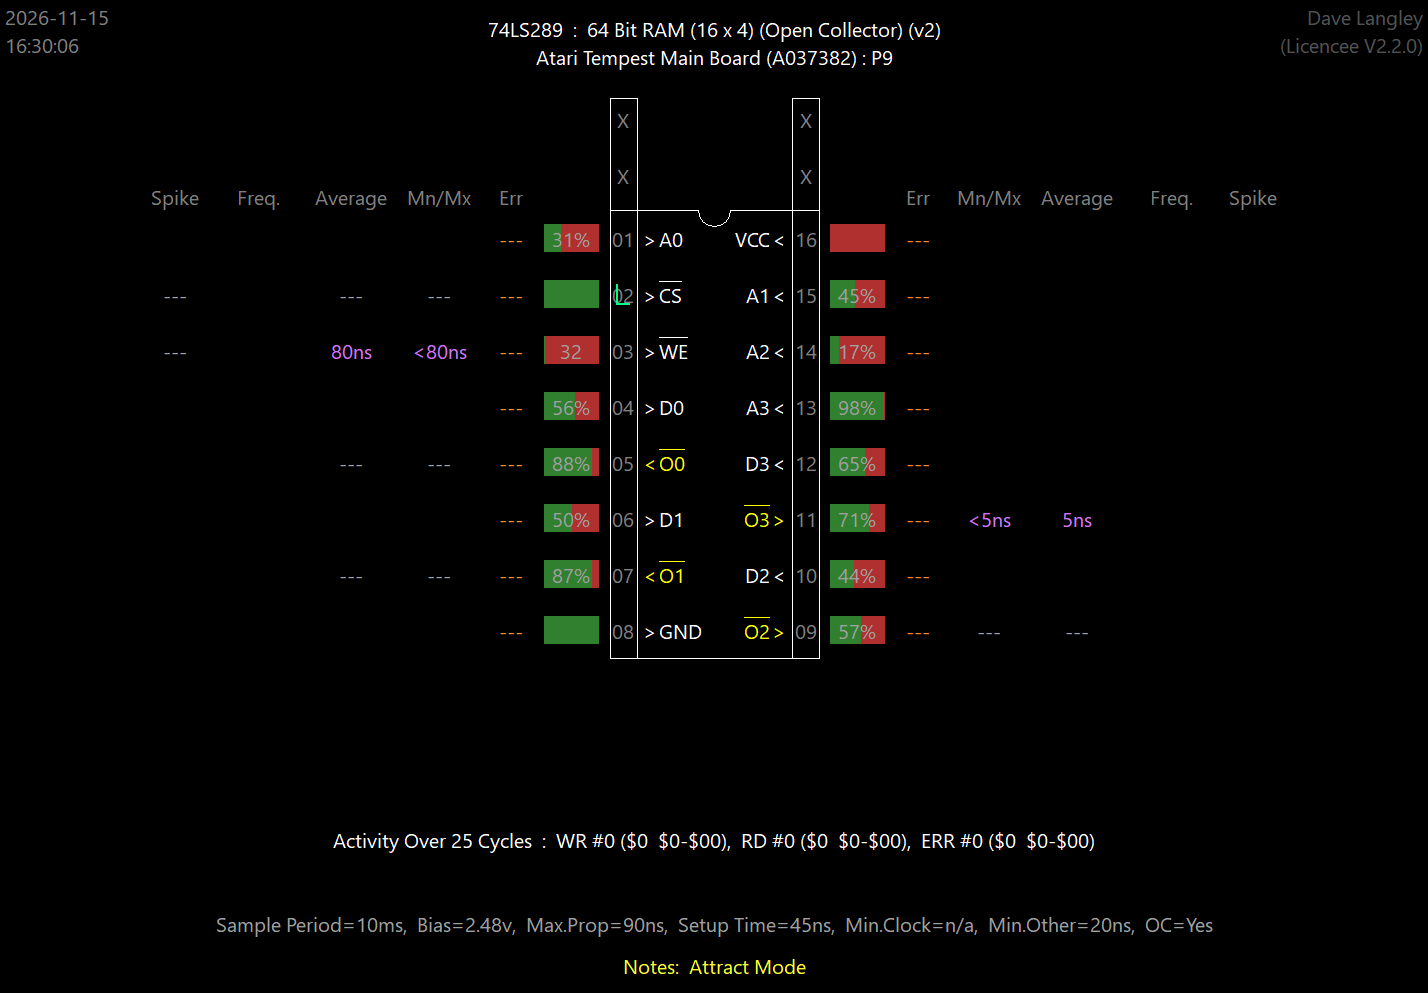 2026-11-15
16:30:06
74LS289 : 64 Bit RAM (16 x 4) (Open Collector) (v2)
Atari Tempest Main Board (A037382) : P9
Dave Langley
(Licencee V2.2.0)
X X
X X
Spike Freq. Average Mn/Mx Err Err Mn/Mx Average Freq. Spike
--- 31% 01 > A0 VCC < 16 ---
--- --- --- --- 02 > CS A1 < 15 45% ---
--- 80ns <80ns --- 32 03 > WE A2 < 14 17% ---
--- 56% 04 > D0 A3 < 13 98% ---
--- --- --- 88% 05 < O0 D3 < 12 65% ---
--- 50% 06 > D1 O3 > 11 71% --- <5ns 5ns
--- --- --- 87% 07 < O1 D2 < 10 44% ---
--- 08 > GND O2 > 09 57% --- --- ---
Activity Over 25 Cycles : WR #0 ($0 $0-$00), RD #0 ($0 $0-$00), ERR #0 ($0 $0-$00)
Sample Period=10ms, Bias=2.48v, Max.Prop=90ns, Setup Time=45ns, Min.Clock=n/a, Min.Other=20ns, OC=Yes
Notes: Attract Mode